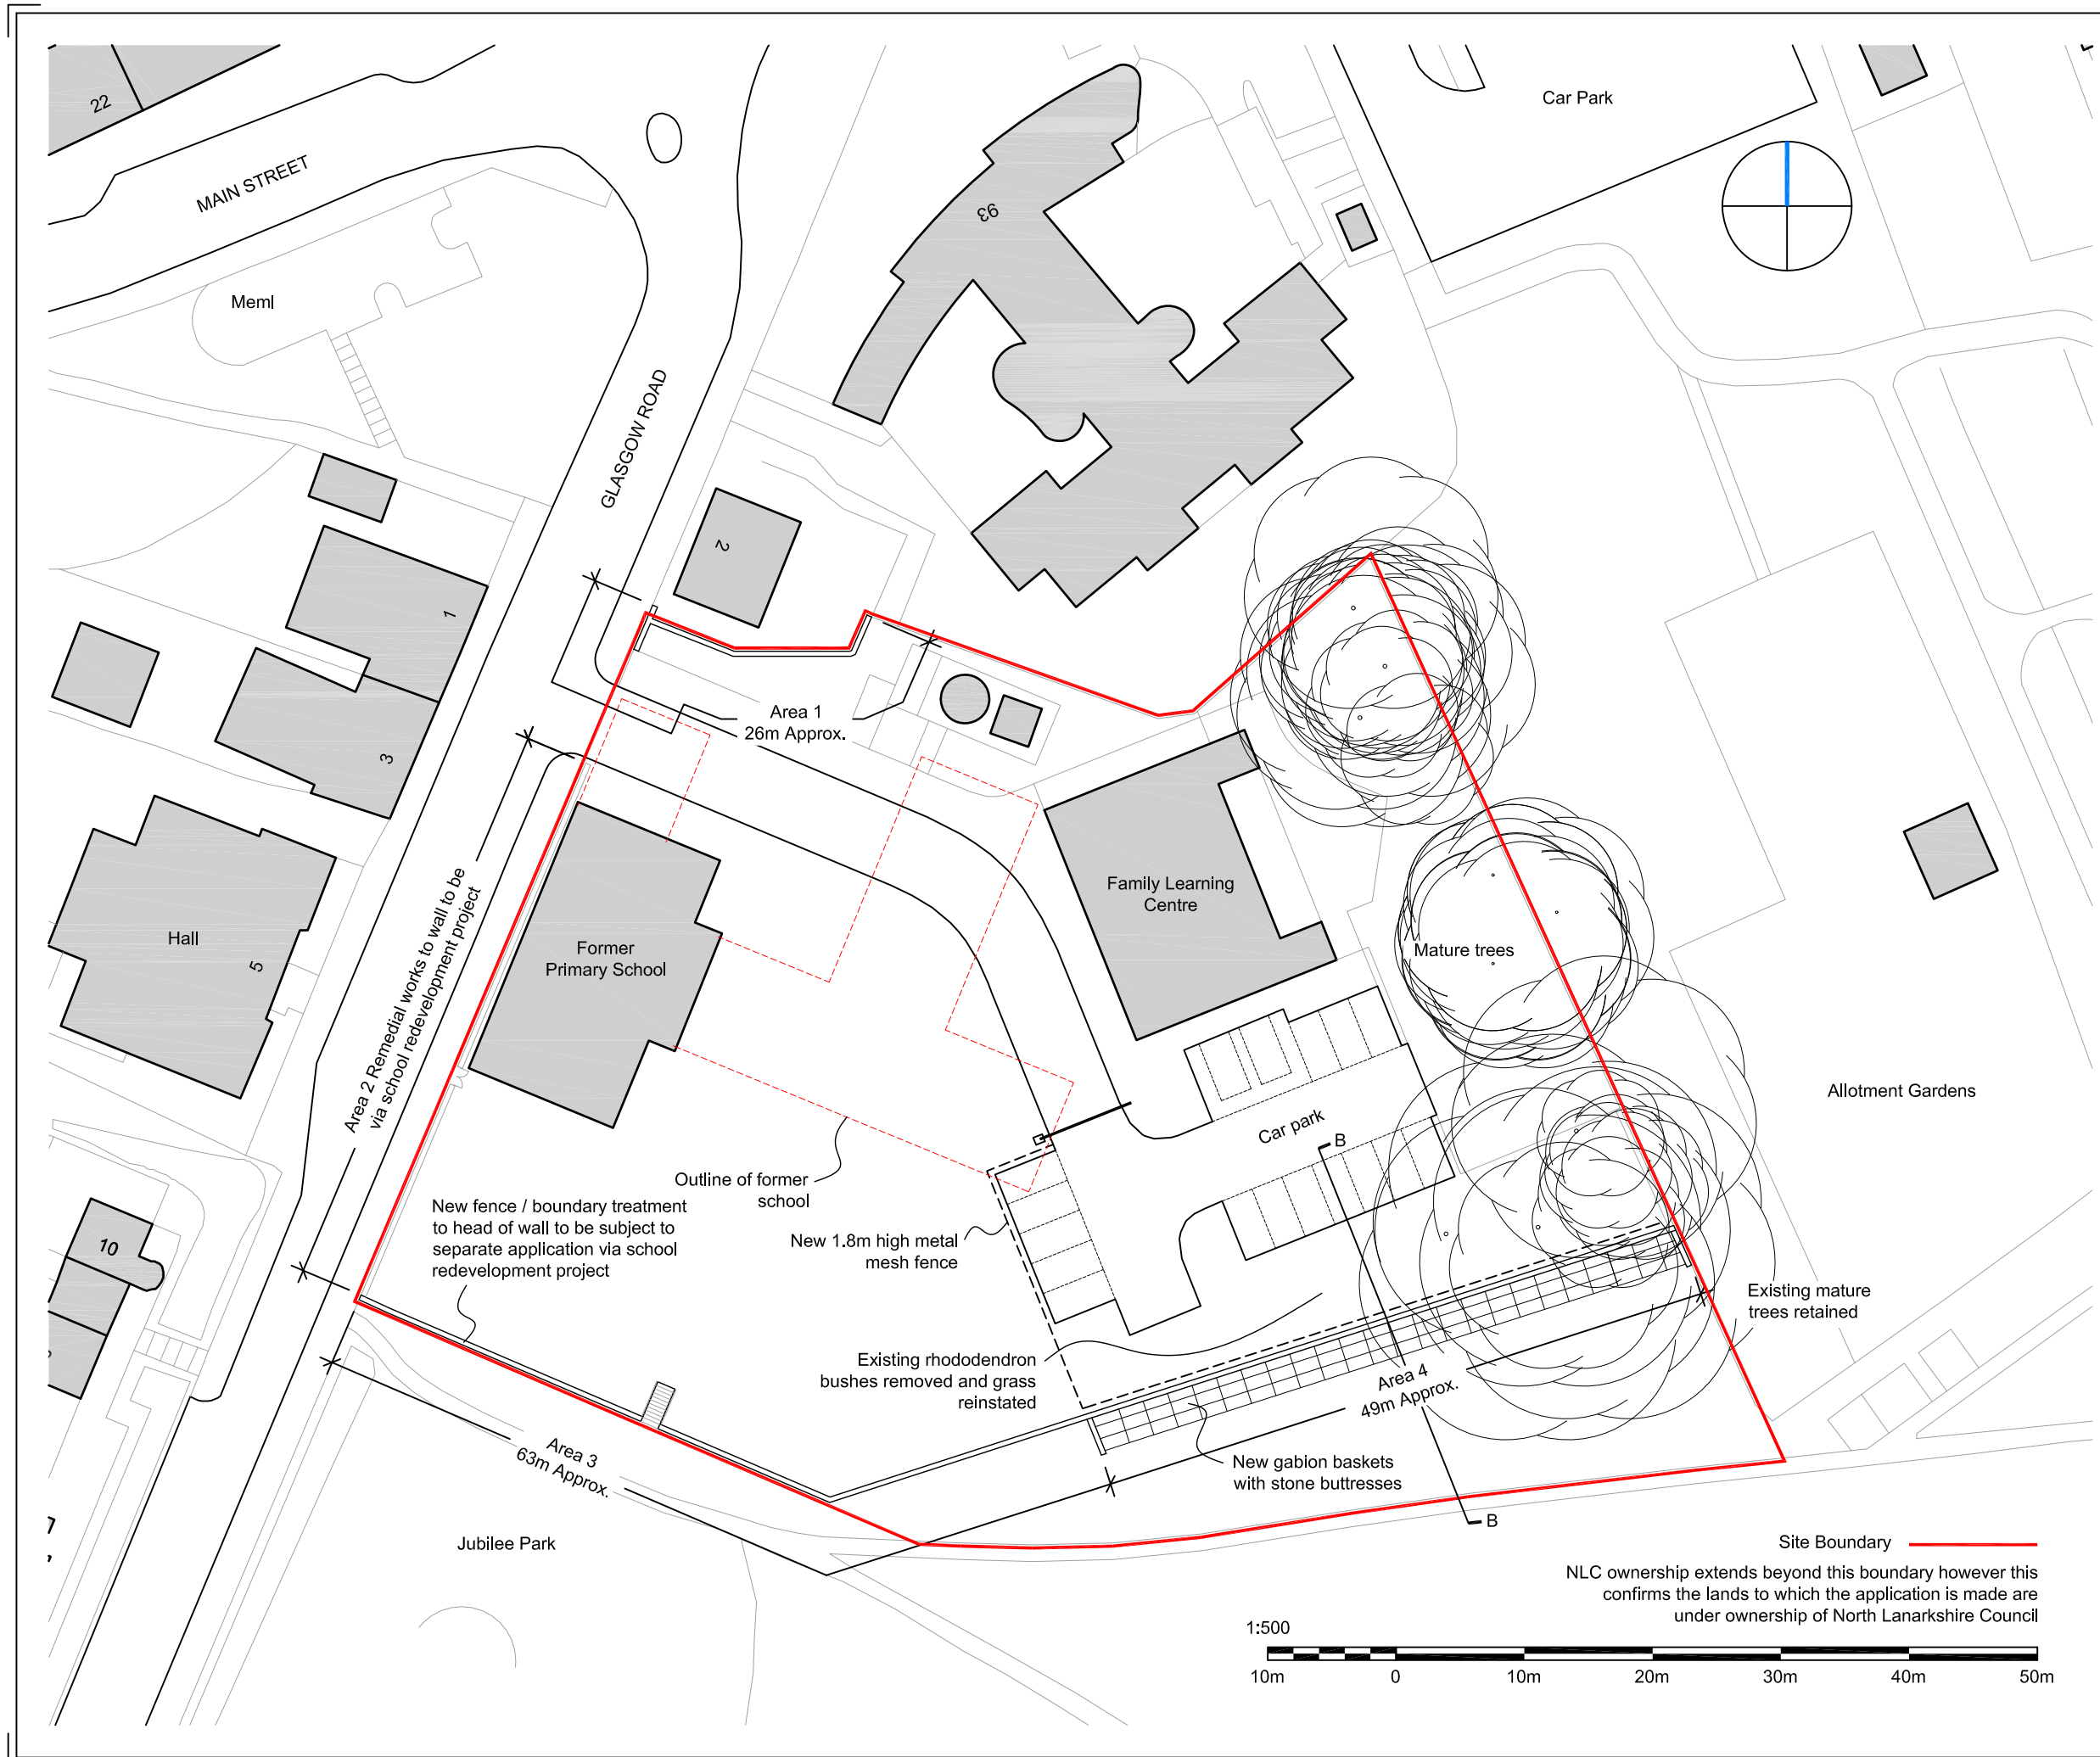 22
MAIN STREET
Meml
GLASGOW ROAD
93
Car Park
2
1
3
Area 1
26m Approx.
Hall
5
Area 2 Remedial works to wall to be
via school redevelopment project
Former
Primary School
Family Learning
Centre
Mature trees
Allotment Gardens
Car park
B
Outline of former
school
New fence / boundary treatment
to head of wall to be subject to
separate application via school
redevelopment project
New 1.8m high metal
mesh fence
10
Existing mature
trees retained
Existing rhododendron
bushes removed and grass
reinstated
Area 4
49m Approx.
Area 3
63m Approx.
New gabion baskets
with stone buttresses
B
Jubilee Park
Site Boundary
NLC ownership extends beyond this boundary however this
confirms the lands to which the application is made are
under ownership of North Lanarkshire Council
1:500
10m 0 10m 20m 30m 40m 50m